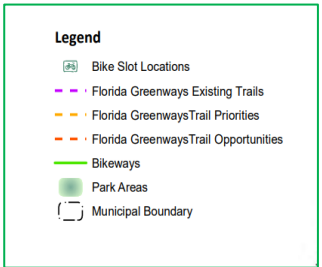 Legend
Bike Slot Locations
Florida Greenways Existing Trails
Florida GreenwaysTrail Priorities
Florida GreenwaysTrail Opportunities
Bikeways
Park Areas
Municipal Boundary